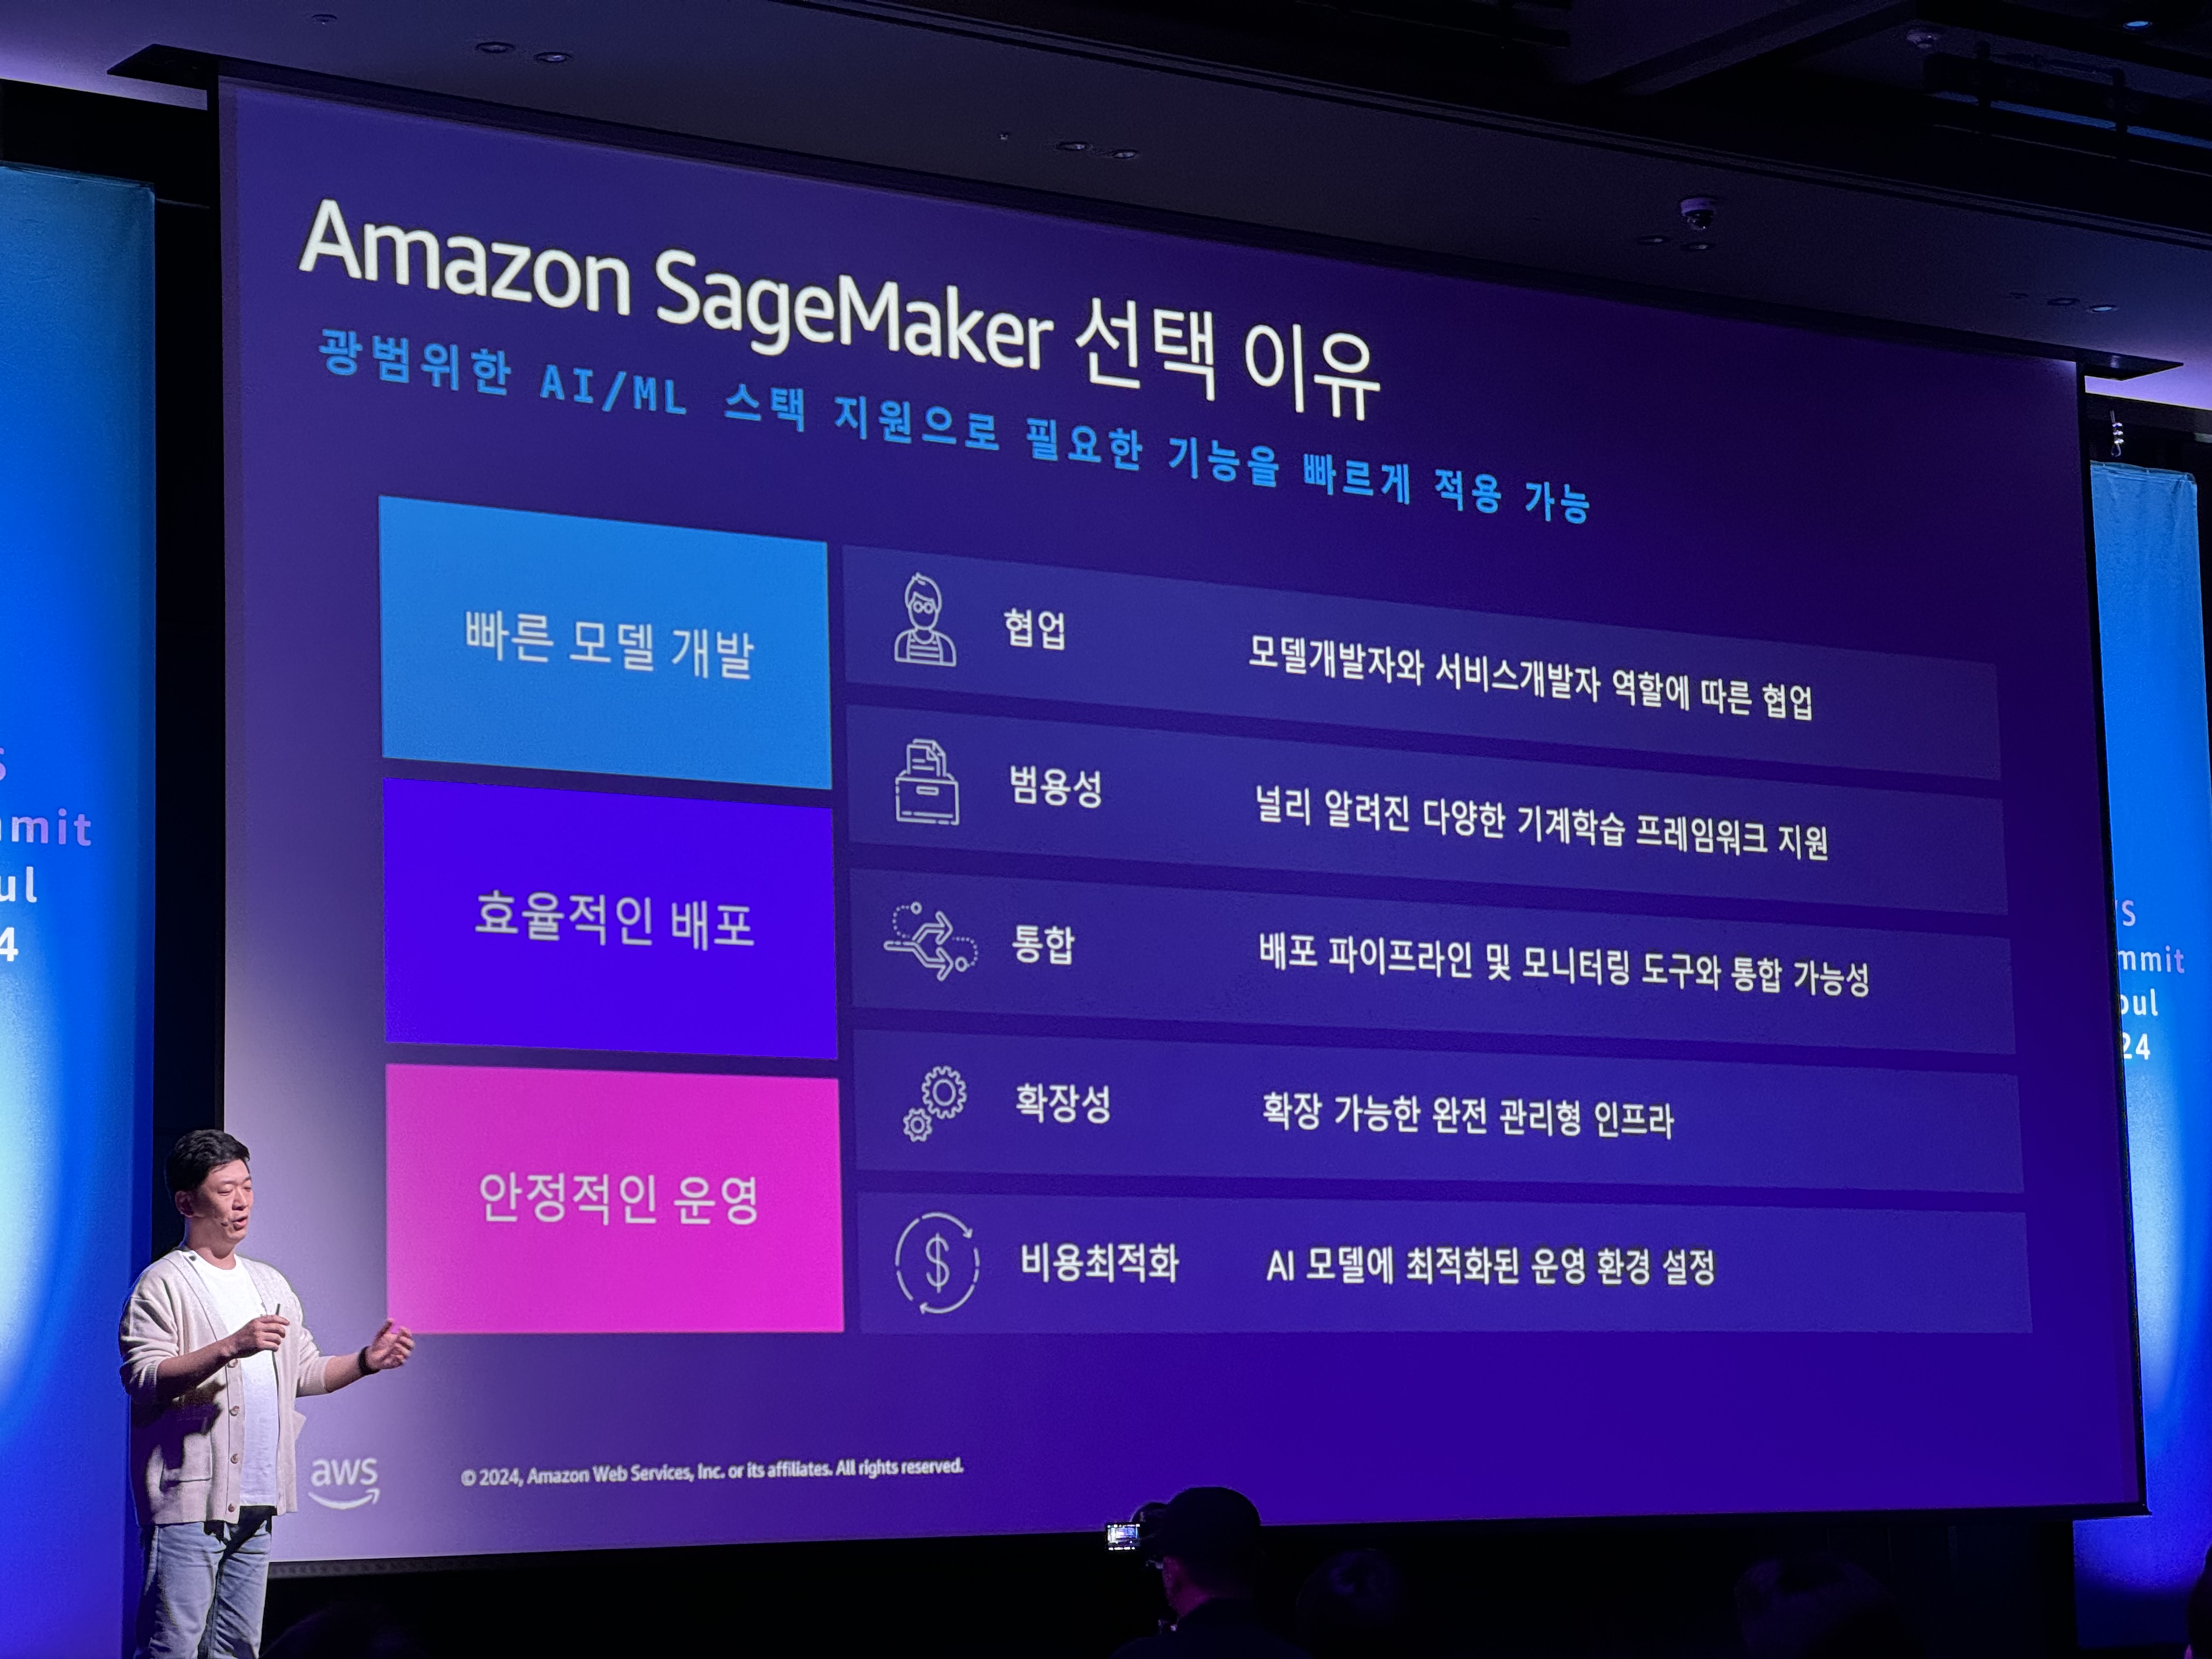 Amazon SageMaker 선택 이유
광범위한 AI/ML 스택 지원으로 필요한 기능을 빠르게 적용 가능
빠른 모델 개발
효율적인 배포
안정적인 운영
협업 모델개발자와 서비스개발자 역할에 따른 협업
범용성 널리 알려진 다양한 기계학습 프레임워크 지원
통합 배포 파이프라인 및 모니터링 도구와 통합 가능성
확장성 확장 가능한 완전 관리형 인프라
비용최적화 AI 모델에 최적화된 운영 환경 설정
aws
© 2024, Amazon Web Services, Inc. or its affiliates. All rights reserved.